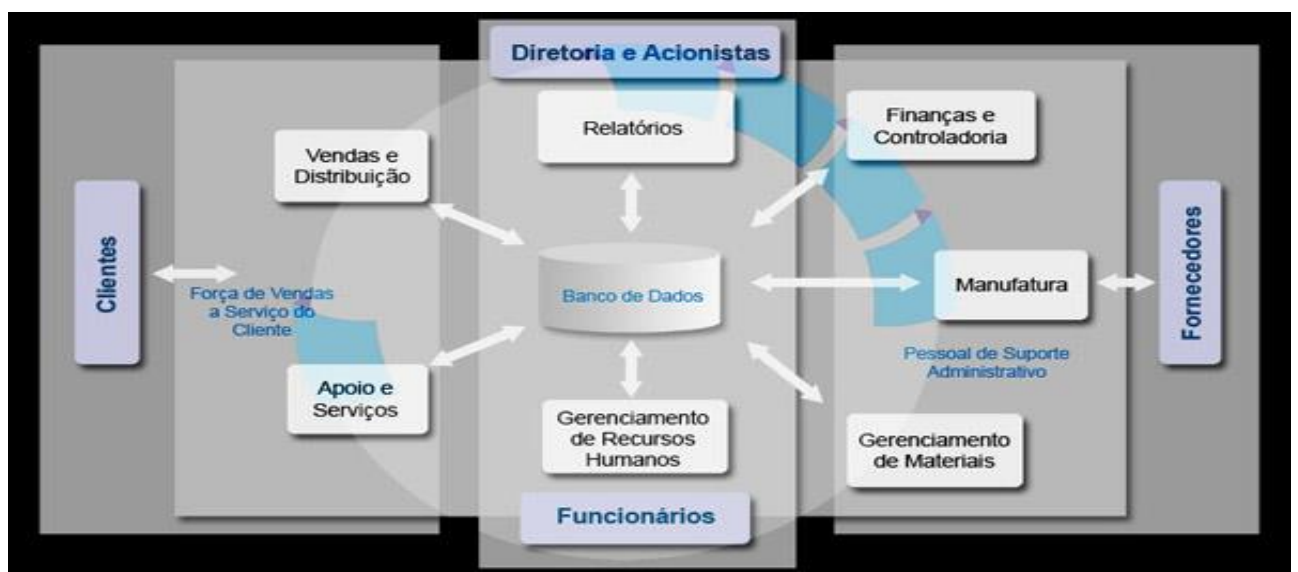 Diretoria e Acionistas
Relatórios
Finanças e
Controladoria
Vendas e
Distribuição
Clientes
Fornecedores
Força de Vendas
a Serviço do
Cliente
Banco de Dados
Manufatura
Pessoal de Suporte
Administrativo
Apoio e
Serviços
Gerenciamento
de Recursos
Humanos
Gerenciamento
de Materiais
Funcionários